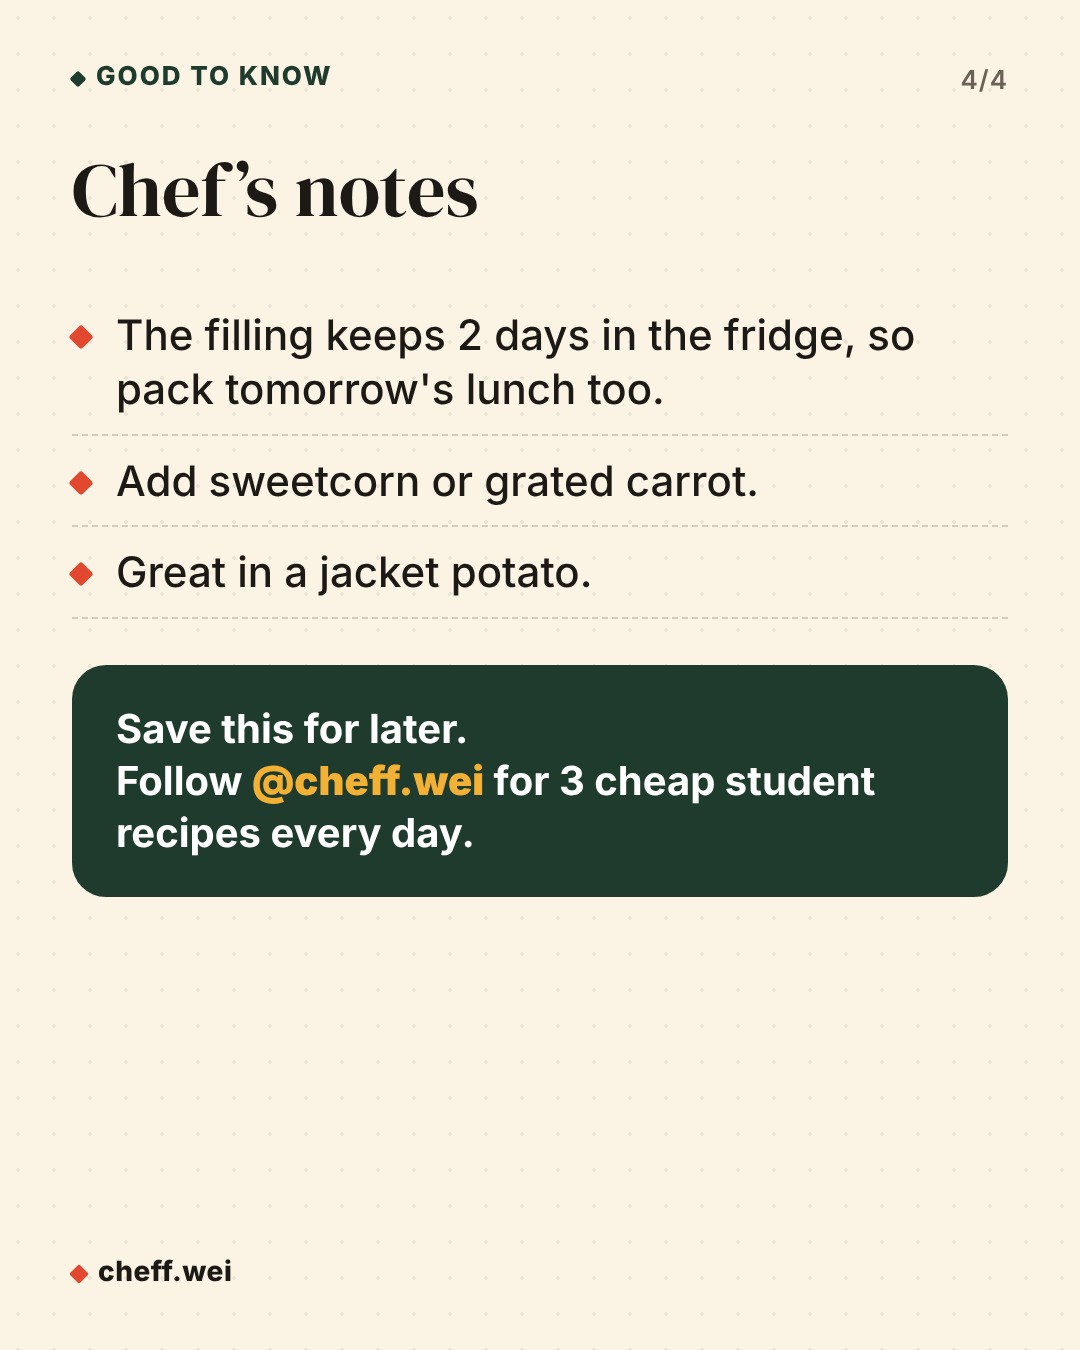 GOOD TO KNOW
4/4
Chef’s notes
The filling keeps 2 days in the fridge, so
pack tomorrow's lunch too.
Add sweetcorn or grated carrot.
Great in a jacket potato.
Save this for later.
Follow @cheff.wei for 3 cheap student
recipes every day.
cheff.wei